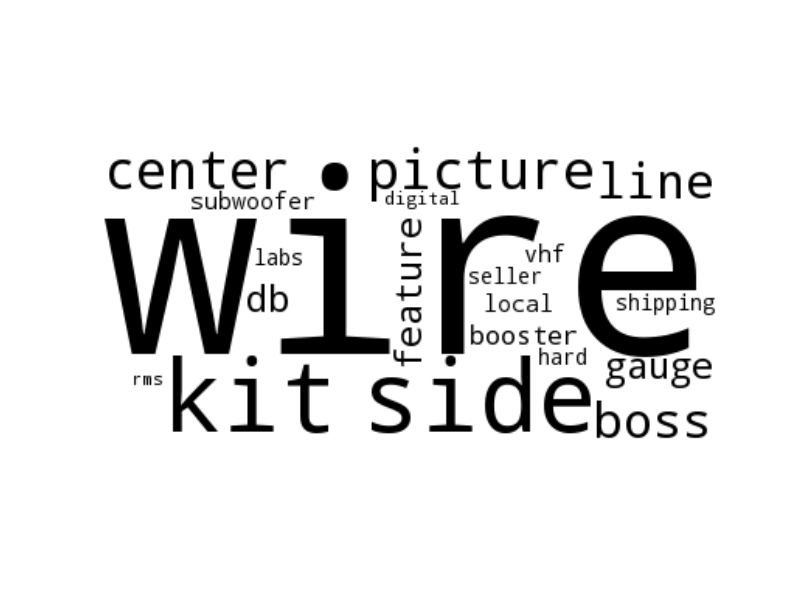 center picture line
subwoofer digital
wire
feature
labs vhf
seller
db local shipping
booster
hard
rms kit side gauge
boss